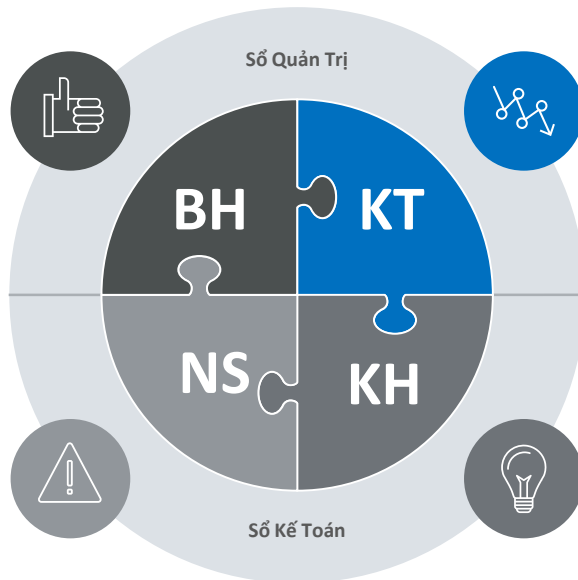 Sổ Quản Trị
BH
KT
NS
KH
Sổ Kế Toán